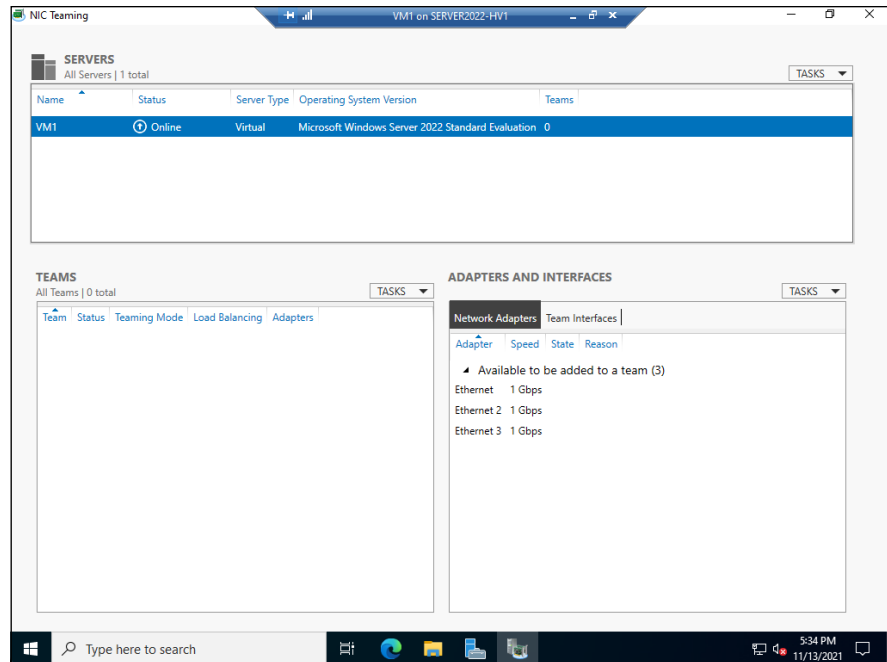 NIC Teaming
VM1 on SERVER2022-HV1
SERVERS
All Servers | 1 total
TASKS
Name Status Server Type Operating System Version Teams
VM1 Online Virtual Microsoft Windows Server 2022 Standard Evaluation 0
TEAMS
All Teams | 0 total
TASKS
Team Status Teaming Mode Load Balancing Adapters
ADAPTERS AND INTERFACES
TASKS
Network Adapters Team Interfaces
Adapter Speed State Reason
Available to be added to a team (3)
Ethernet 1 Gbps
Ethernet 2 1 Gbps
Ethernet 3 1 Gbps
Type here to search
5:34 PM
11/13/2021